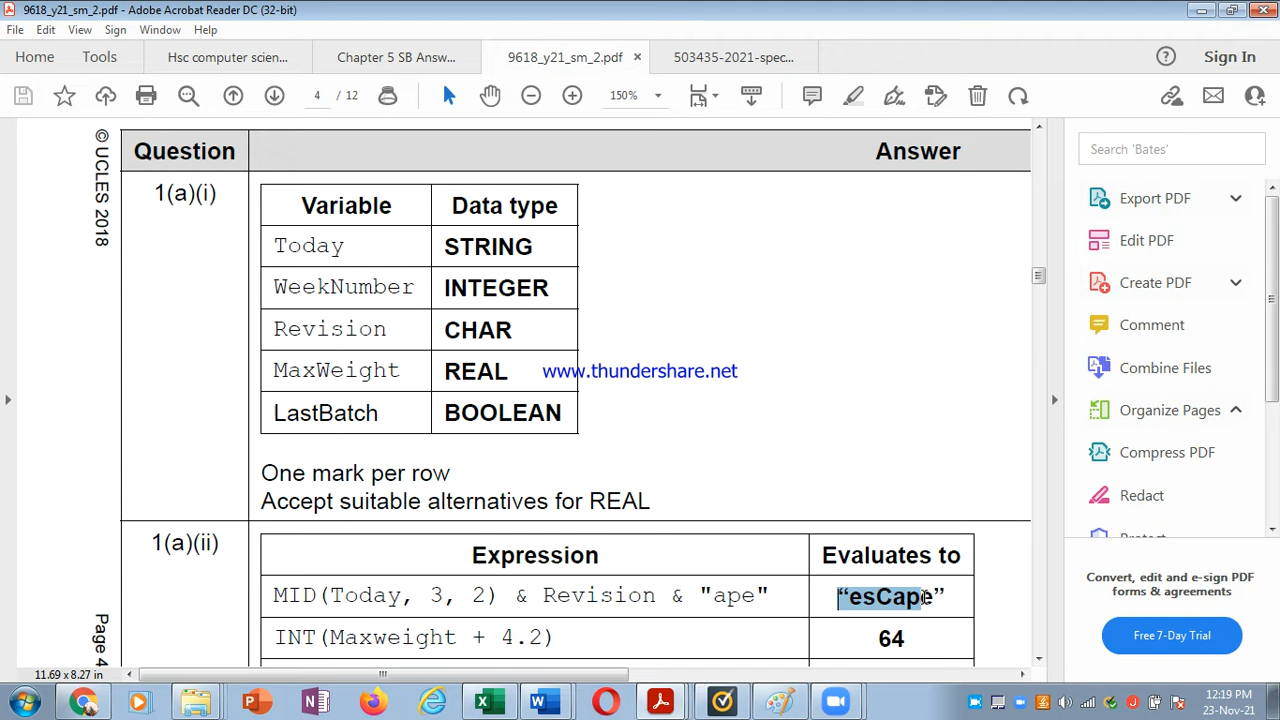 9618_y21_sm_2.pdf - Adobe Acrobat Reader DC (32-bit)
File Edit View Sign Window Help
Home Tools Hsc computer scien... Chapter 5 SB Answ... 9618_y21_sm_2.pdf × 503435-2021-spec... Sign In
4 / 12 150%
Question Answer
© UCLES 2018
1(a)(i)
Variable Data type
Today STRING
WeekNumber INTEGER
Revision CHAR
MaxWeight REAL
www.thundershare.net
LastBatch BOOLEAN
One mark per row
Accept suitable alternatives for REAL
1(a)(ii)
Expression Evaluates to
MID(Today, 3, 2) & Revision & "ape" “esCape”
INT(Maxweight + 4.2) 64
Page 4
11.69 x 8.27 in
Search 'Bates'
Export PDF
Edit PDF
Create PDF
Comment
Combine Files
Organize Pages
Compress PDF
Redact
Protect
Convert, edit and e-sign PDF
forms & agreements
Free 7-Day Trial
12:19 PM
23-Nov-21